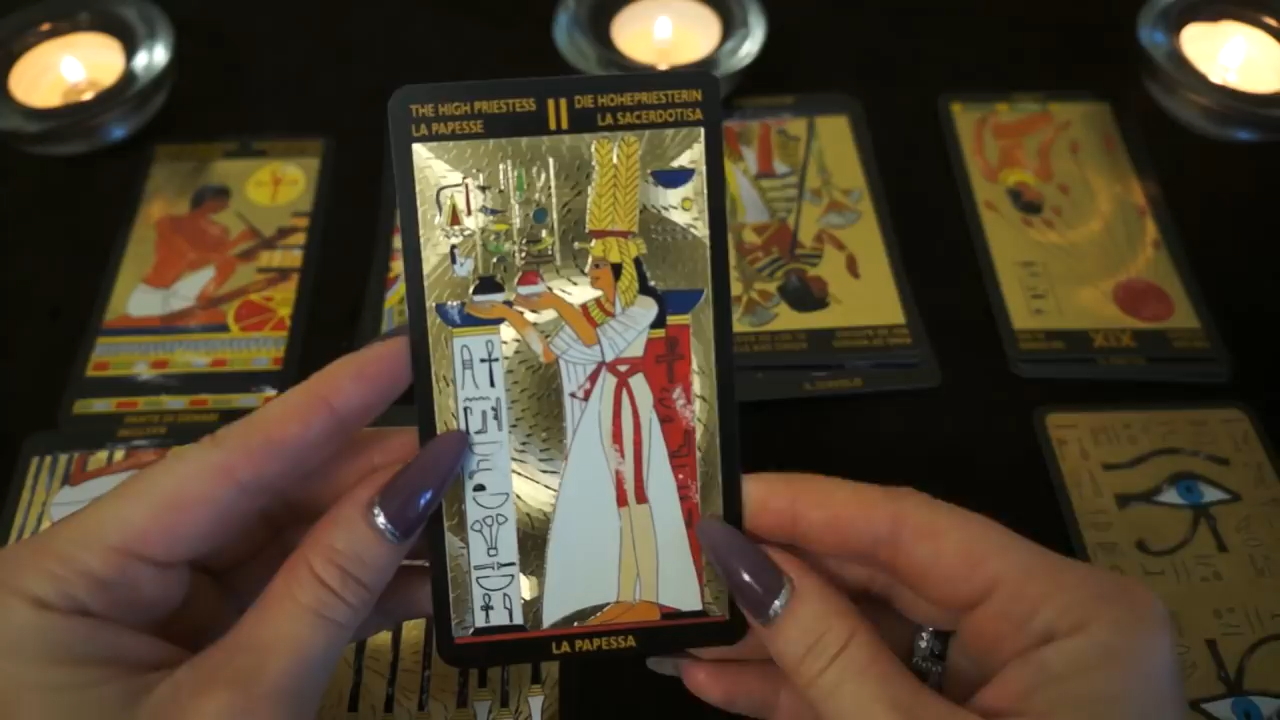 THE HIGH PRIESTESS
LA PAPESSE
II
DIE HOHEPRIESTERIN
LA SACERDOTISA
LA PAPESSA
XIX